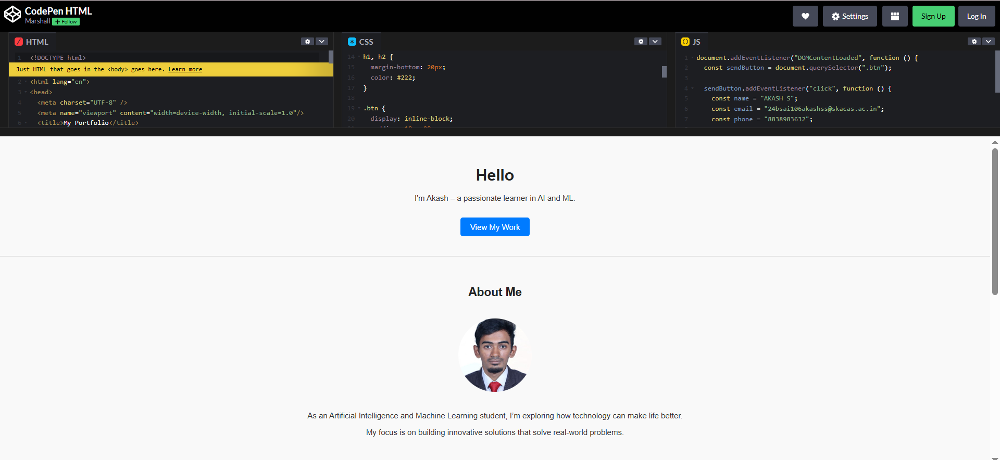 CodePen HTML
Marshall + Follow
Settings
Sign Up
Log In
HTML
1 <!DOCTYPE html>
Just HTML that goes in the <body> goes here. Learn more
2 <html lang="en">
3 <head>
4 <meta charset="UTF-8" />
5 <meta name="viewport" content="width=device-width, initial-scale=1.0"/>
6 <title>My Portfolio</title>
CSS
14 h1, h2 {
15 margin-bottom: 20px;
16 color: #222;
17 }
18
19 .btn {
20 display: inline-block;
JS
1 document.addEventListener("DOMContentLoaded", function () {
2 const sendButton = document.querySelector(".btn");
3
4 sendButton.addEventListener("click", function () {
5 const name = "AKASH S";
6 const email = "24bsai106akashss@skacas.ac.in";
7 const phone = "8838983632";
Hello
I'm Akash – a passionate learner in AI and ML.
View My Work
About Me
As an Artificial Intelligence and Machine Learning student, I’m exploring how technology can make life better.
My focus is on building innovative solutions that solve real-world problems.